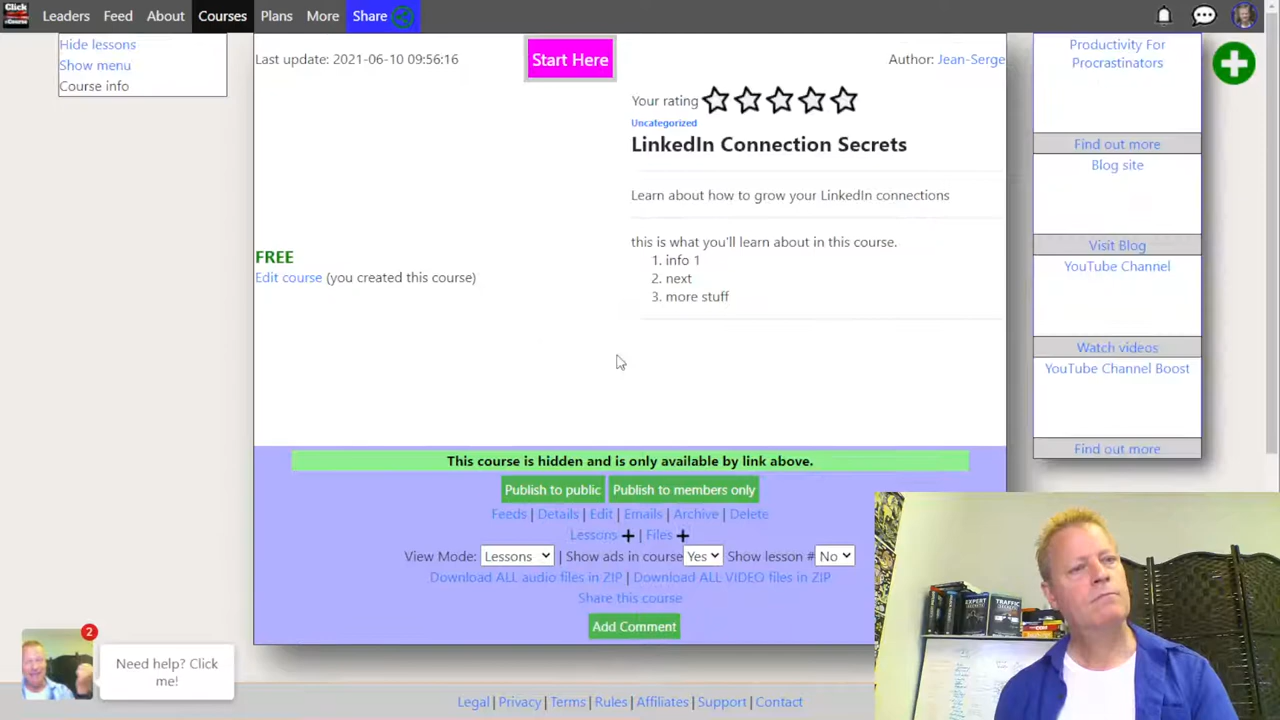 Click
eCourse
Leaders Feed About Courses Plans More Share
Hide lessons
Show menu
Course info
Last update: 2021-06-10 09:56:16
Start Here
Author: Jean-Serge
Your rating
Uncategorized
LinkedIn Connection Secrets
Learn about how to grow your LinkedIn connections
this is what you'll learn about in this course.
1. info 1
2. next
3. more stuff
FREE
Edit course (you created this course)
Productivity For
Procrastinators
Find out more
Blog site
Visit Blog
YouTube Channel
Watch videos
YouTube Channel Boost
Find out more
This course is hidden and is only available by link above.
Publish to public Publish to members only
Feeds | Details | Edit | Emails | Archive | Delete
Lessons + | Files +
View Mode: Lessons | Show ads in course Yes Show lesson # No
Download ALL audio files in ZIP | Download ALL VIDEO files in ZIP
Share this course
Add Comment
2
Need help? Click
me!
EXPERT
SECRETS
TRAFFIC
SECRETS
Legal | Privacy | Terms | Rules | Affiliates | Support | Contact